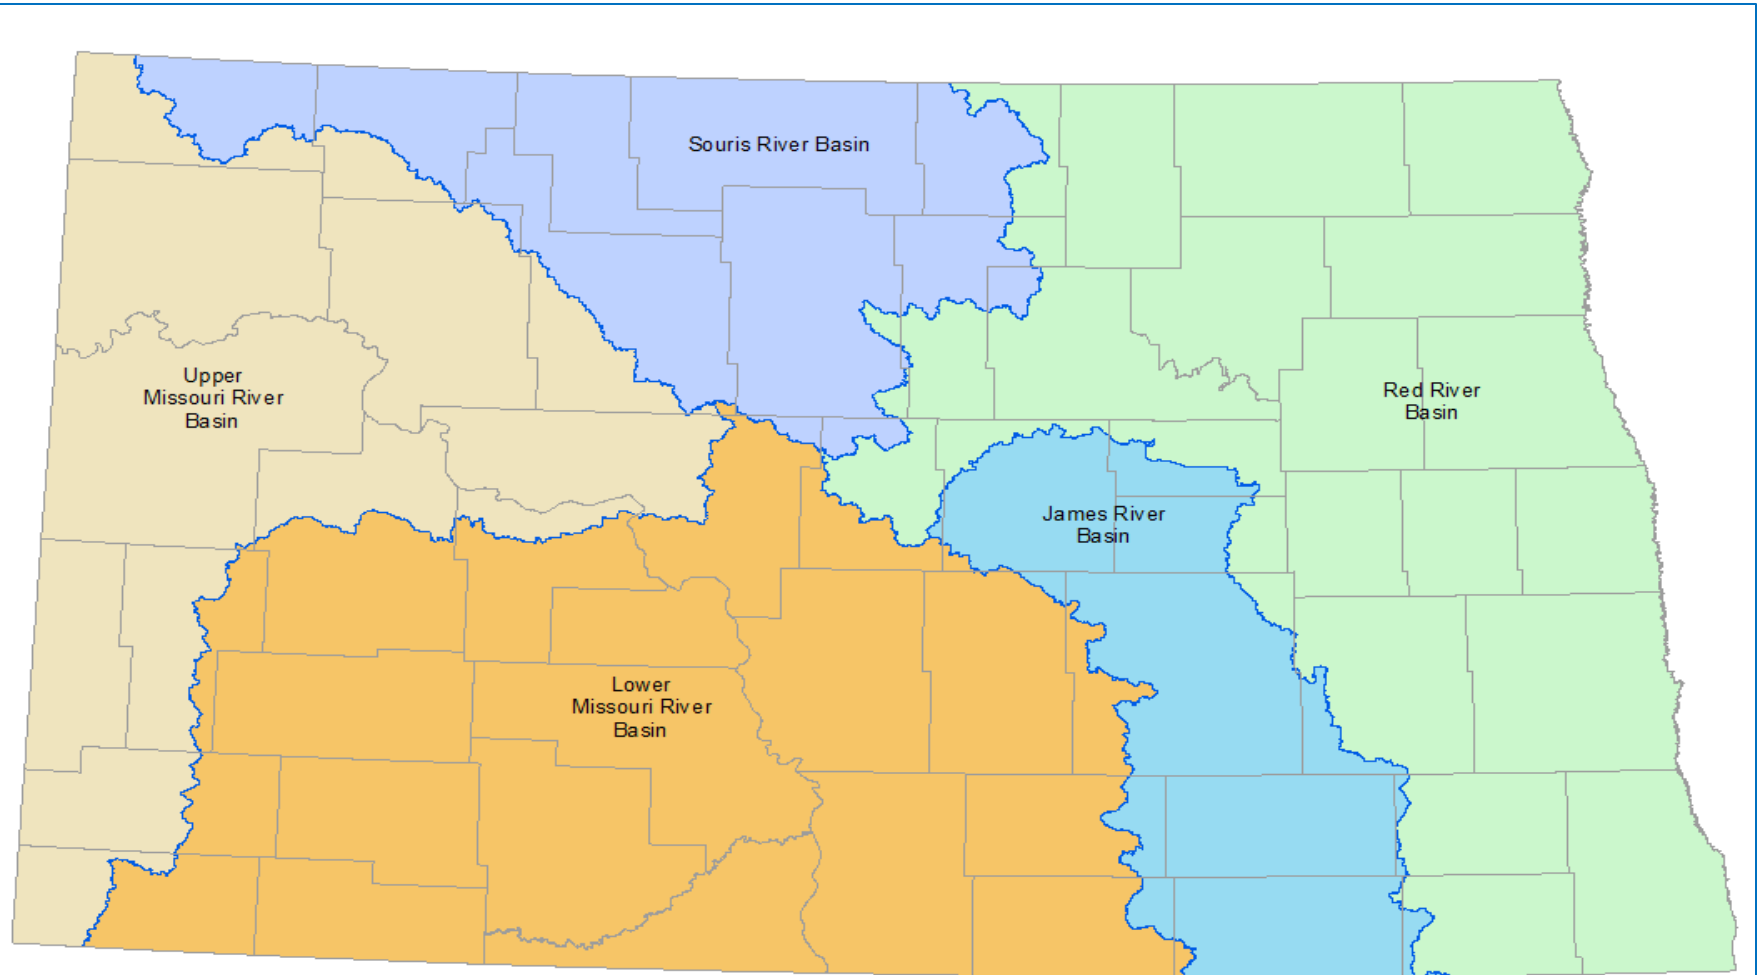 Souris River Basin
Upper
Missouri River
Basin
Red River
Basin
James River
Basin
Lower
Missouri River
Basin